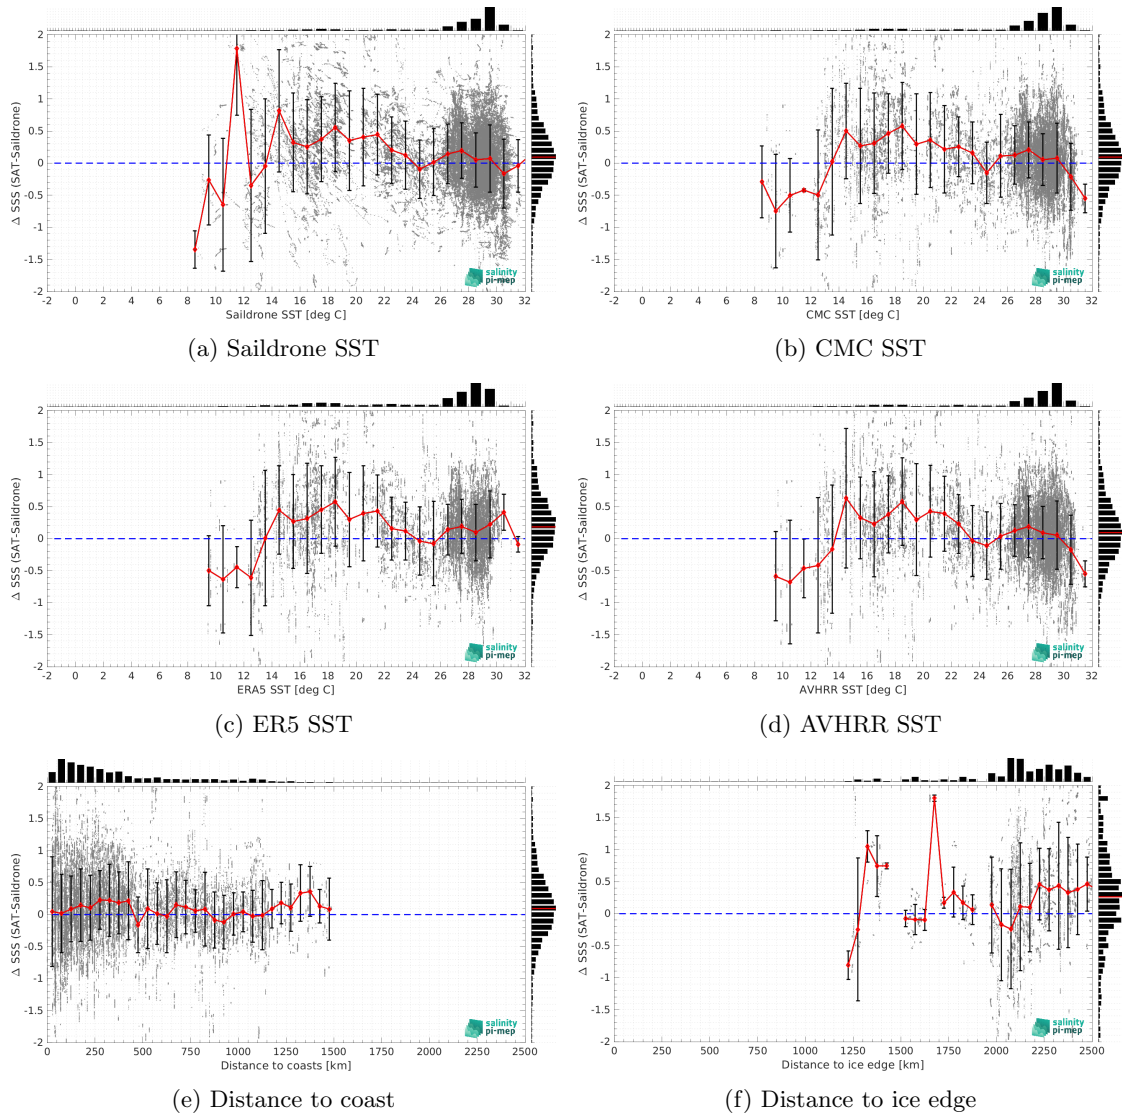 2
1.5
1
0.5
0
-0.5
-1
-1.5
-2
Δ SSS (SAT-Saildrone)
salinity
pi-mep
-2 0 2 4 6 8 10 12 14 16 18 20 22 24 26 28 30 32
Saildrone SST [deg C]
(a) Saildrone SST
2
1.5
1
0.5
0
-0.5
-1
-1.5
-2
Δ SSS (SAT-Saildrone)
salinity
pi-mep
-2 0 2 4 6 8 10 12 14 16 18 20 22 24 26 28 30 32
CMC SST [deg C]
(b) CMC SST
2
1.5
1
0.5
0
-0.5
-1
-1.5
-2
Δ SSS (SAT-Saildrone)
salinity
pi-mep
-2 0 2 4 6 8 10 12 14 16 18 20 22 24 26 28 30 32
ERA5 SST [deg C]
(c) ER5 SST
2
1.5
1
0.5
0
-0.5
-1
-1.5
-2
Δ SSS (SAT-Saildrone)
salinity
pi-mep
-2 0 2 4 6 8 10 12 14 16 18 20 22 24 26 28 30 32
AVHRR SST [deg C]
(d) AVHRR SST
2
1.5
1
0.5
0
-0.5
-1
-1.5
-2
Δ SSS (SAT-Saildrone)
salinity
pi-mep
0 250 500 750 1000 1250 1500 1750 2000 2250 2500
Distance to coasts [km]
(e) Distance to coast
2
1.5
1
0.5
0
-0.5
-1
-1.5
-2
Δ SSS (SAT-Saildrone)
salinity
pi-mep
0 250 500 750 1000 1250 1500 1750 2000 2250 2500
Distance to ice edge [km]
(f) Distance to ice edge